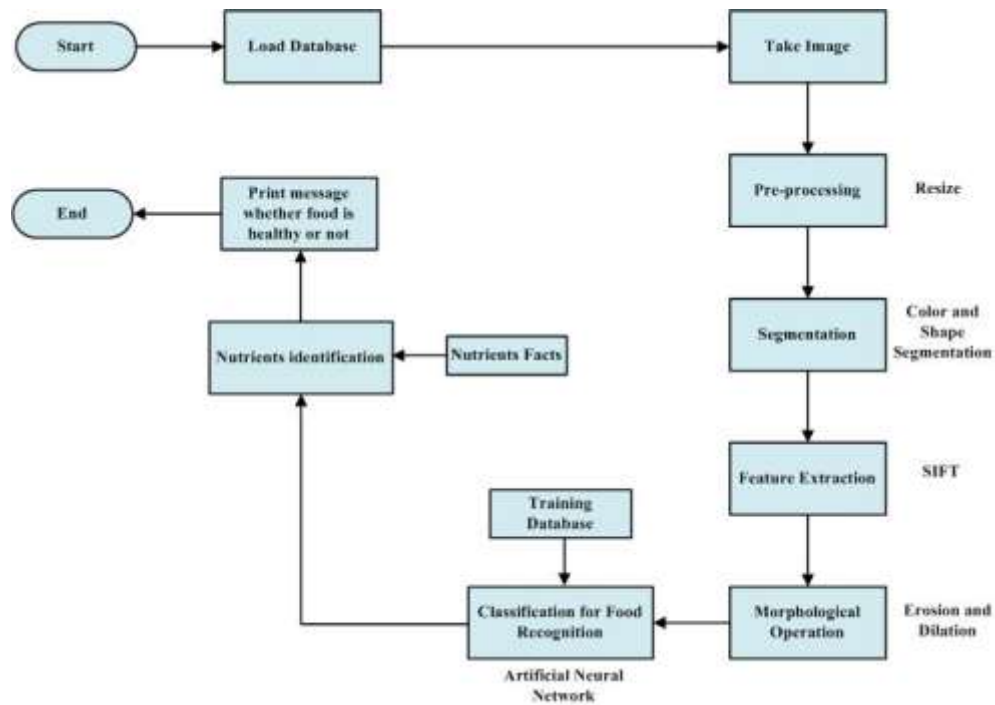 Start
Load Database
Take Image
Pre-processing
Resize
Segmentation
Color and
Shape
Segmentation
Feature Extraction
SIFT
Morphological
Operation
Erosion and
Dilation
Training
Database
Classification for Food
Recognition
Artificial Neural
Network
Nutrients identification
Nutrients Facts
Print message
whether food is
healthy or not
End